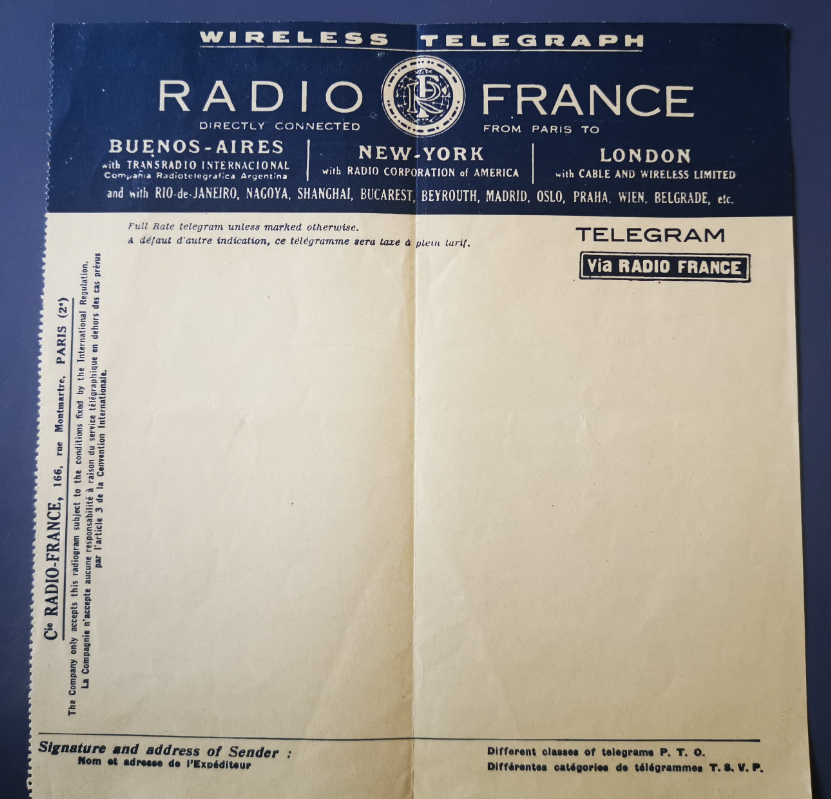 WIRELESS TELEGRAPH
RADIO FRANCE
DIRECTLY CONNECTED FROM PARIS TO
BUENOS-AIRES
with TRANSRADIO INTERNACIONAL
Compañia Radiotelegrafica Argentina
NEW-YORK
with RADIO CORPORATION of AMERICA
LONDON
with CABLE AND WIRELESS LIMITED
and with RIO-de-JANEIRO, NAGOYA, SHANGHAI, BUCAREST, BEYROUTH, MADRID, OSLO, PRAHA, WIEN, BELGRADE, etc.
Full Rate telegram unless marked otherwise.
A défaut d'autre indication, ce télégramme sera taxe à plein tarif.
TELEGRAM
Via RADIO FRANCE
Cie RADIO-FRANCE, 166, rue Montmartre, PARIS (2e)
The Company only accepts this radiogram subject to the conditions fixed by the International Regulation.
La Compagnie n'accepte aucune responsabilité à raison du service télégraphique en dehors des cas prévus
par l'article 3 de la Convention Internationale.
Signature and address of Sender :
Nom et adresse de l'Expéditeur
Different classes of telegrams P. T. O.
Différentes catégories de télégrammes T. S. V. P.